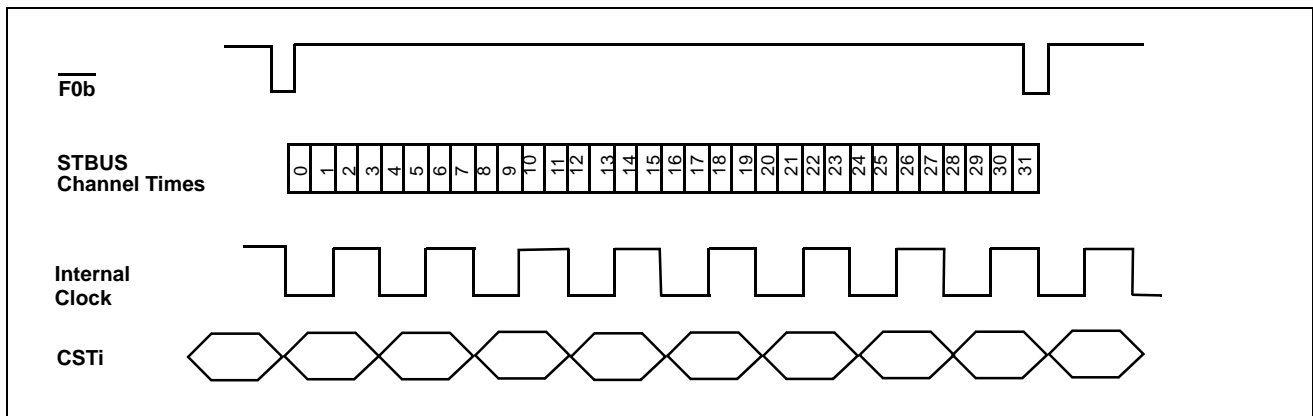 F0b
STBUS
Channel Times
0 1 2 3 4 5 6 7 8 9 10 11 12 13 14 15 16 17 18 19 20 21 22 23 24 25 26 27 28 29 30 31
Internal
Clock
CSTi